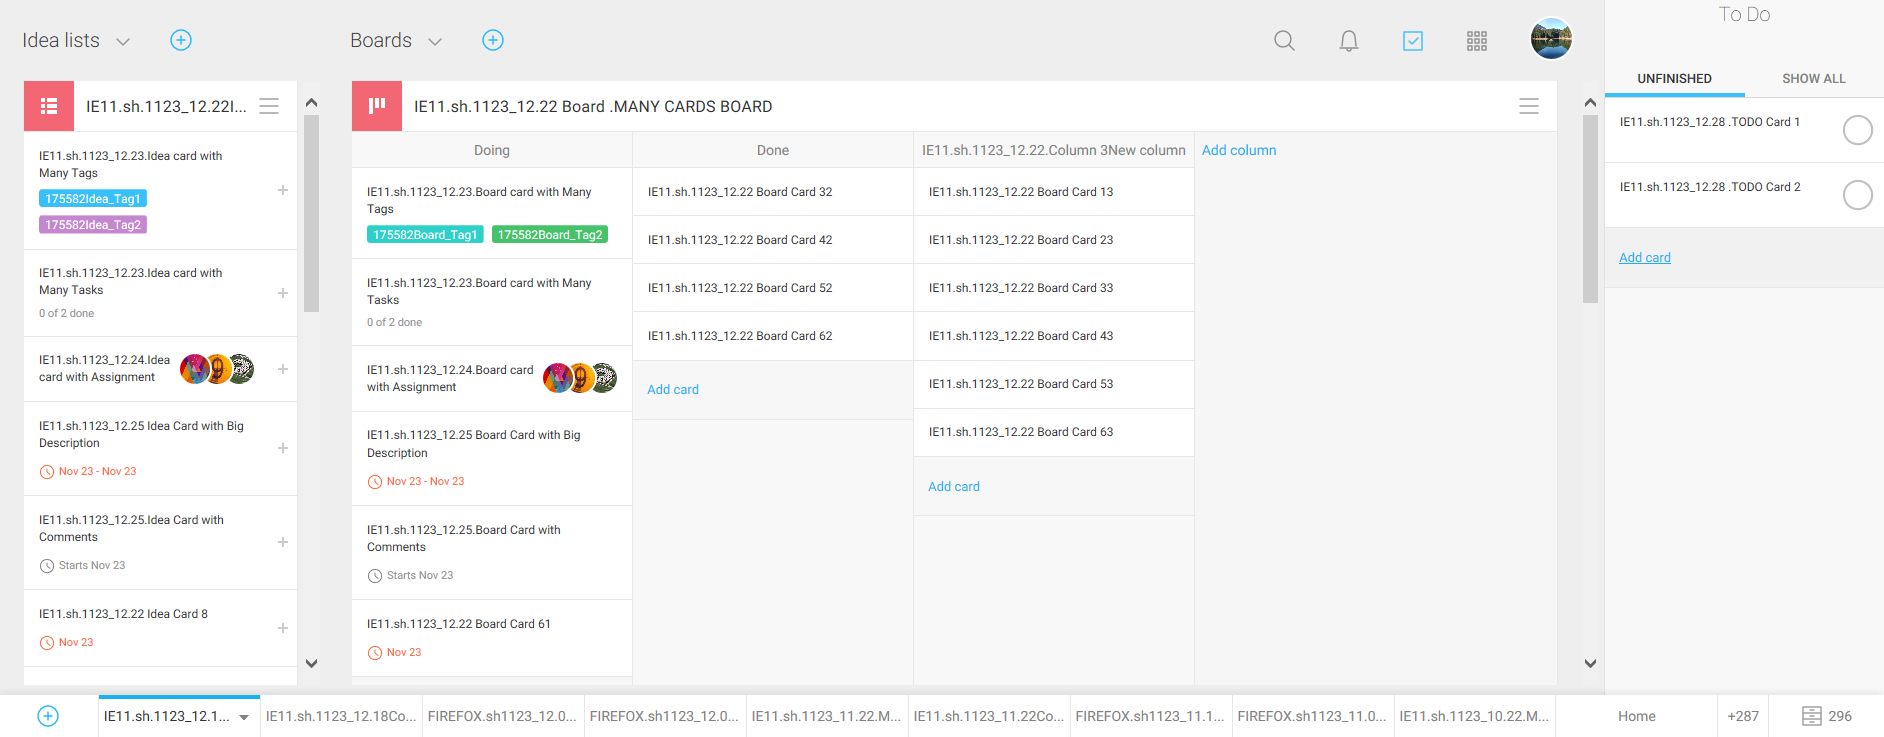 Idea lists
Boards
To Do
UNFINISHED
SHOW ALL
IE11.sh.1123_12.22I...
IE11.sh.1123_12.23.Idea card with
Many Tags
175582Idea_Tag1
175582Idea_Tag2
IE11.sh.1123_12.23.Idea card with
Many Tasks
0 of 2 done
IE11.sh.1123_12.24.Idea
card with Assignment
IE11.sh.1123_12.25 Idea Card with Big
Description
Nov 23 - Nov 23
IE11.sh.1123_12.25.Idea Card with
Comments
Starts Nov 23
IE11.sh.1123_12.22 Idea Card 8
Nov 23
IE11.sh.1123_12.22 Board .MANY CARDS BOARD
Doing
IE11.sh.1123_12.23.Board card with Many
Tags
175582Board_Tag1 175582Board_Tag2
IE11.sh.1123_12.23.Board card with Many
Tasks
0 of 2 done
IE11.sh.1123_12.24.Board card
with Assignment
IE11.sh.1123_12.25 Board Card with Big
Description
Nov 23 - Nov 23
IE11.sh.1123_12.25.Board Card with
Comments
Starts Nov 23
IE11.sh.1123_12.22 Board Card 61
Nov 23
Done
IE11.sh.1123_12.22 Board Card 32
IE11.sh.1123_12.22 Board Card 42
IE11.sh.1123_12.22 Board Card 52
IE11.sh.1123_12.22 Board Card 62
Add card
IE11.sh.1123_12.22.Column 3New column
IE11.sh.1123_12.22 Board Card 13
IE11.sh.1123_12.22 Board Card 23
IE11.sh.1123_12.22 Board Card 33
IE11.sh.1123_12.22 Board Card 43
IE11.sh.1123_12.22 Board Card 53
IE11.sh.1123_12.22 Board Card 63
Add card
Add column
IE11.sh.1123_12.28 .TODO Card 1
IE11.sh.1123_12.28 .TODO Card 2
Add card
IE11.sh.1123_12.1...
IE11.sh.1123_12.18Co...
FIREFOX.sh1123_12.0...
FIREFOX.sh1123_12.0...
IE11.sh.1123_11.22.M...
IE11.sh.1123_11.22Co...
FIREFOX.sh1123_11.1...
FIREFOX.sh1123_11.0...
IE11.sh.1123_10.22.M...
Home
+287
296